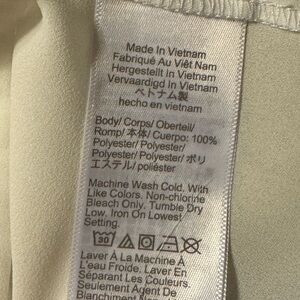 Made In Vietnam
Fabriqué Au Viêt Nam
Hergestellt in Vietnam
Vervaardigd In Vietnam
ベトナム製
hecho en vietnam
Body/ Corps/ Oberteil/
Romp/ 本体/ Cuerpo: 100%
Polyester/ Polyester/
Polyester/ Polyester/ ポリ
エステル/ poliéster
Machine Wash Cold. With
Like Colors. Non-chlorine
Bleach Only. Tumble Dry
Low. Iron On Lowest
Setting.
30
Laver À La Machine À
L'eau Froide. Laver En
Séparant Les Couleurs.
Seulement Agent De
Blanchiment